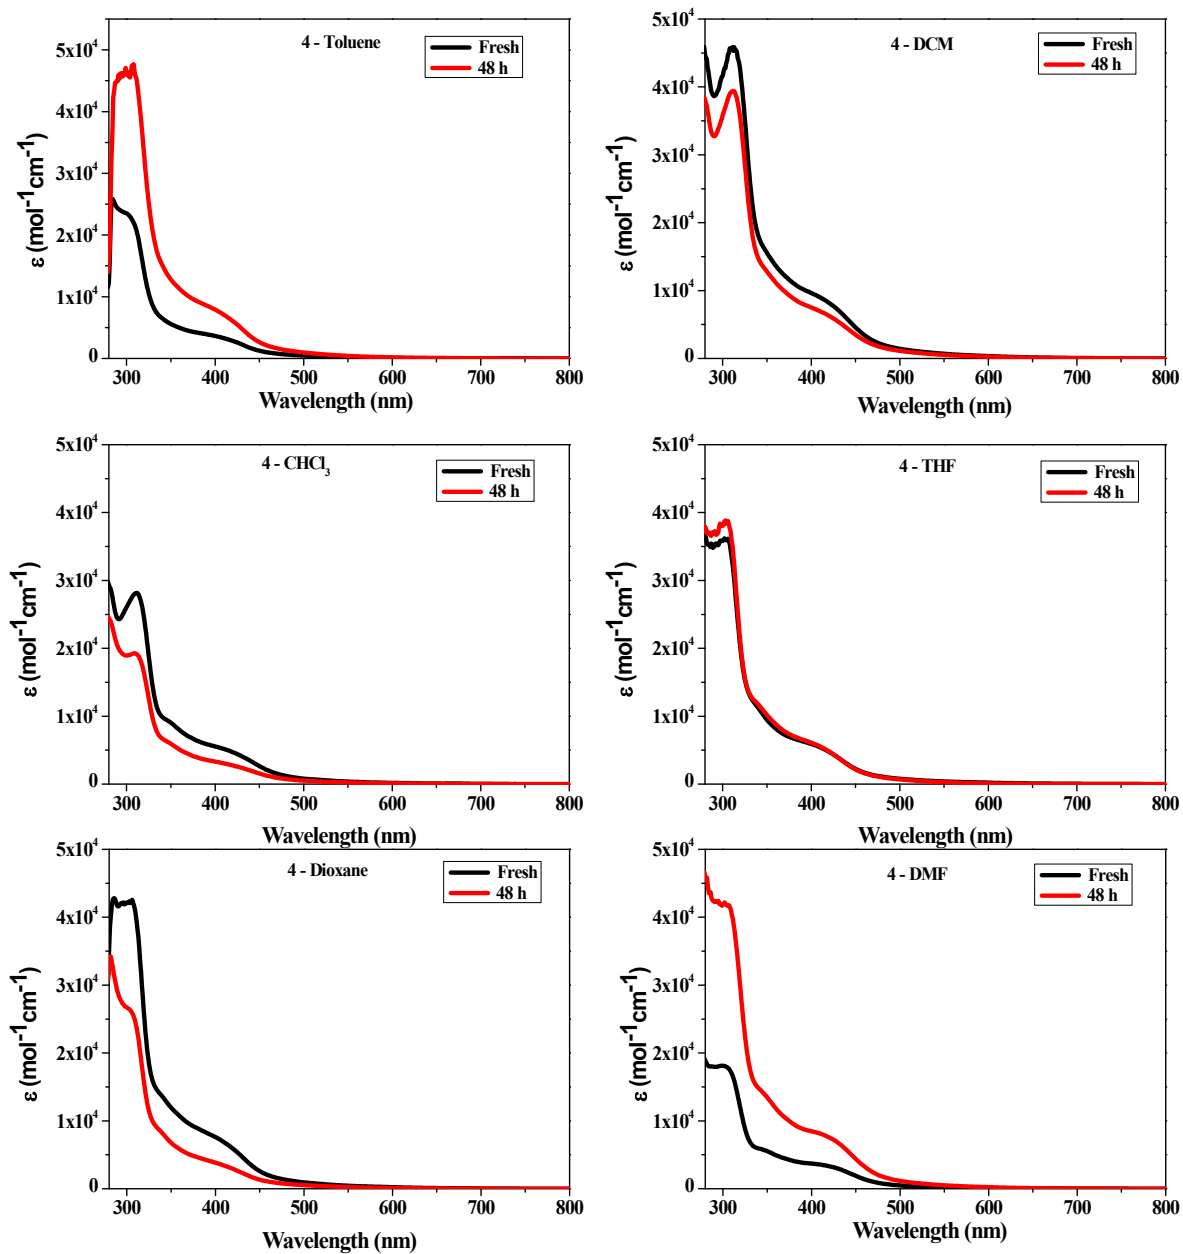 4 - Toluene
Fresh
48 h
5x10⁴
4x10⁴
3x10⁴
2x10⁴
1x10⁴
0
ε (mol⁻¹cm⁻¹)
300 400 500 600 700 800
Wavelength (nm)
4 - DCM
Fresh
48 h
5x10⁴
4x10⁴
3x10⁴
2x10⁴
1x10⁴
0
ε (mol⁻¹cm⁻¹)
300 400 500 600 700 800
Wavelength (nm)
4 - CHCl₃
Fresh
48 h
5x10⁴
4x10⁴
3x10⁴
2x10⁴
1x10⁴
0
ε (mol⁻¹cm⁻¹)
300 400 500 600 700 800
Wavelength (nm)
4 - THF
Fresh
48 h
5x10⁴
4x10⁴
3x10⁴
2x10⁴
1x10⁴
0
ε (mol⁻¹cm⁻¹)
300 400 500 600 700 800
Wavelength (nm)
4 - Dioxane
Fresh
48 h
5x10⁴
4x10⁴
3x10⁴
2x10⁴
1x10⁴
0
ε (mol⁻¹cm⁻¹)
300 400 500 600 700 800
Wavelength (nm)
4 - DMF
Fresh
48 h
5x10⁴
4x10⁴
3x10⁴
2x10⁴
1x10⁴
0
ε (mol⁻¹cm⁻¹)
300 400 500 600 700 800
Wavelength (nm)